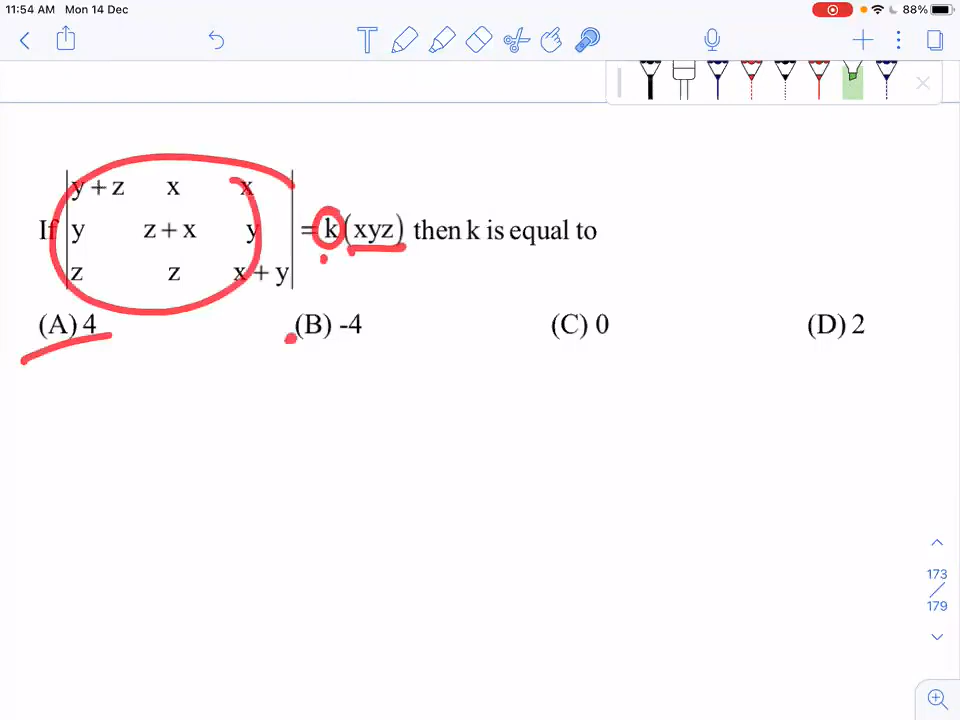 11:54 AM Mon 14 Dec 88%
T
y + z x x
If y z + x y = k (xyz) then k is equal to
z z x + y
(A) 4 (B) -4 (C) 0 (D) 2
173
179